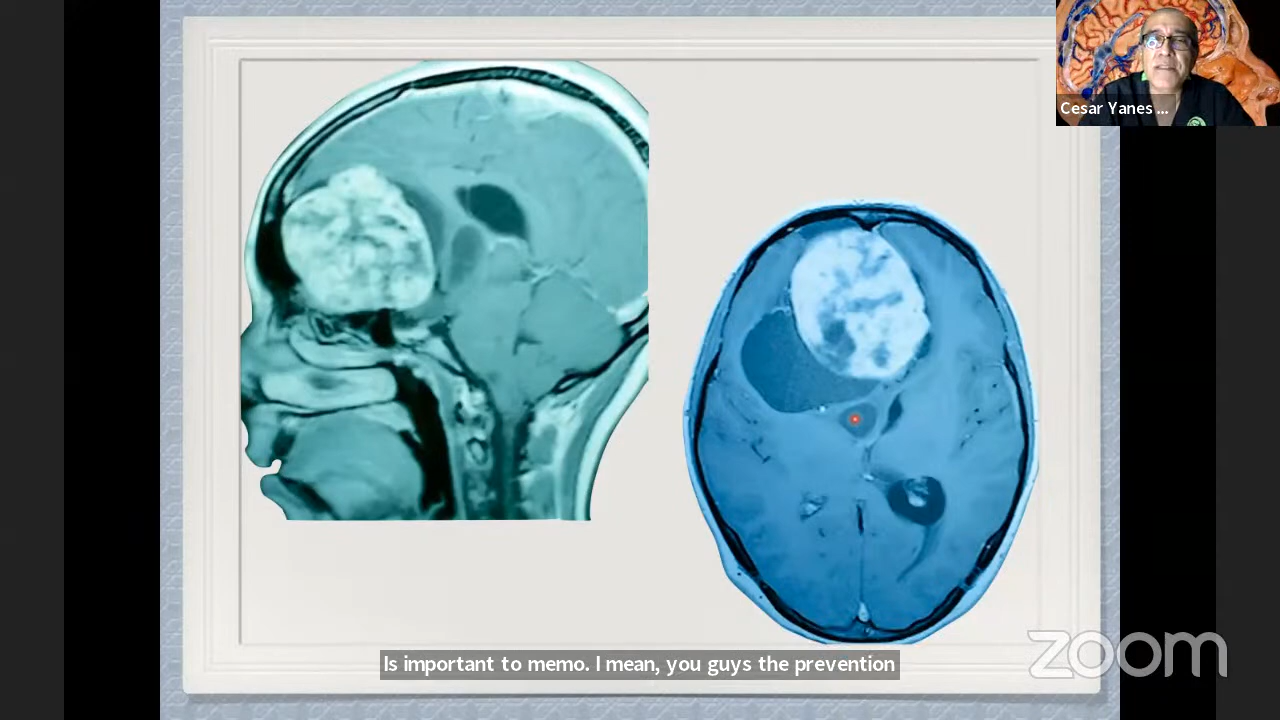 Cesar Yanes ...
Is important to memo. I mean, you guys the prevention
zoom